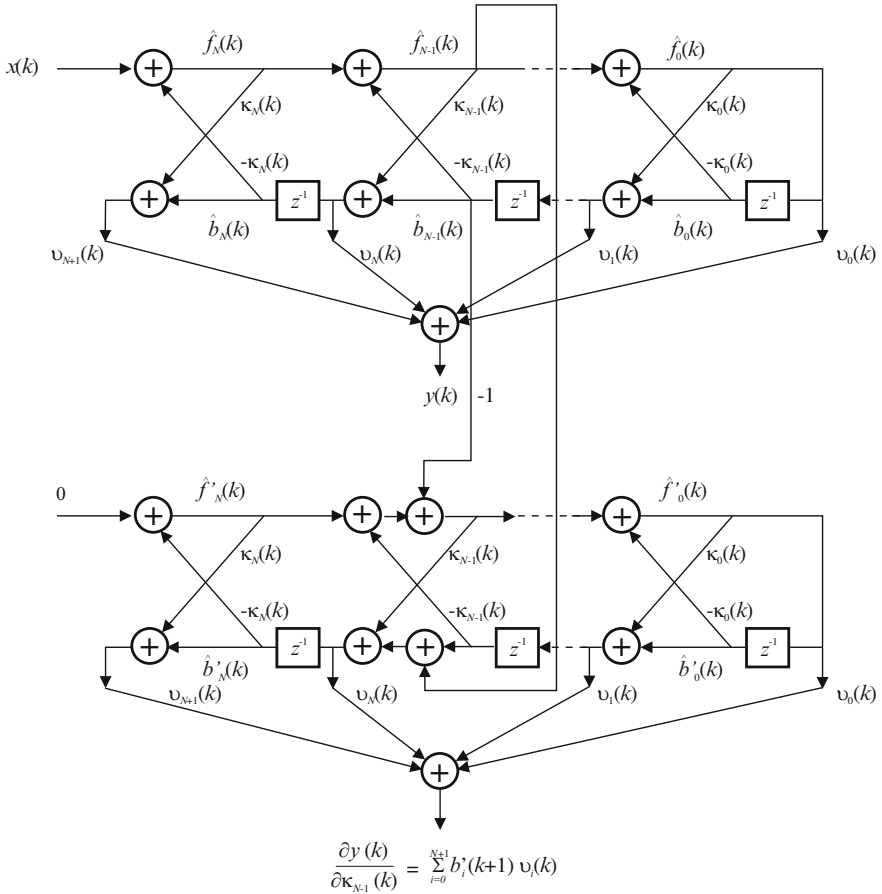 f̂_N(k) f̂_{N-1}(k) f̂_0(k)
x(k) + + +
κ_N(k) κ_{N-1}(k) κ_0(k)
-κ_N(k) -κ_{N-1}(k) -κ_0(k)
+ z^{-1} + z^{-1} + z^{-1}
b̂_N(k) b̂_{N-1}(k) b̂_0(k)
υ_{N+1}(k) υ_N(k) υ_1(k) υ_0(k)
+
y(k) -1
0 f̂'_N(k) f̂'_0(k)
+ + + +
κ_N(k) κ_{N-1}(k) κ_0(k)
-κ_N(k) -κ_{N-1}(k) -κ_0(k)
+ z^{-1} + + z^{-1} + z^{-1}
b̂'_N(k) b̂'_0(k)
υ_{N+1}(k) υ_N(k) υ_1(k) υ_0(k)
+
∂y(k)/∂κ_{N-1}(k) = Σ_{i=0}^{N+1} b'_i(k+1) υ_i(k)